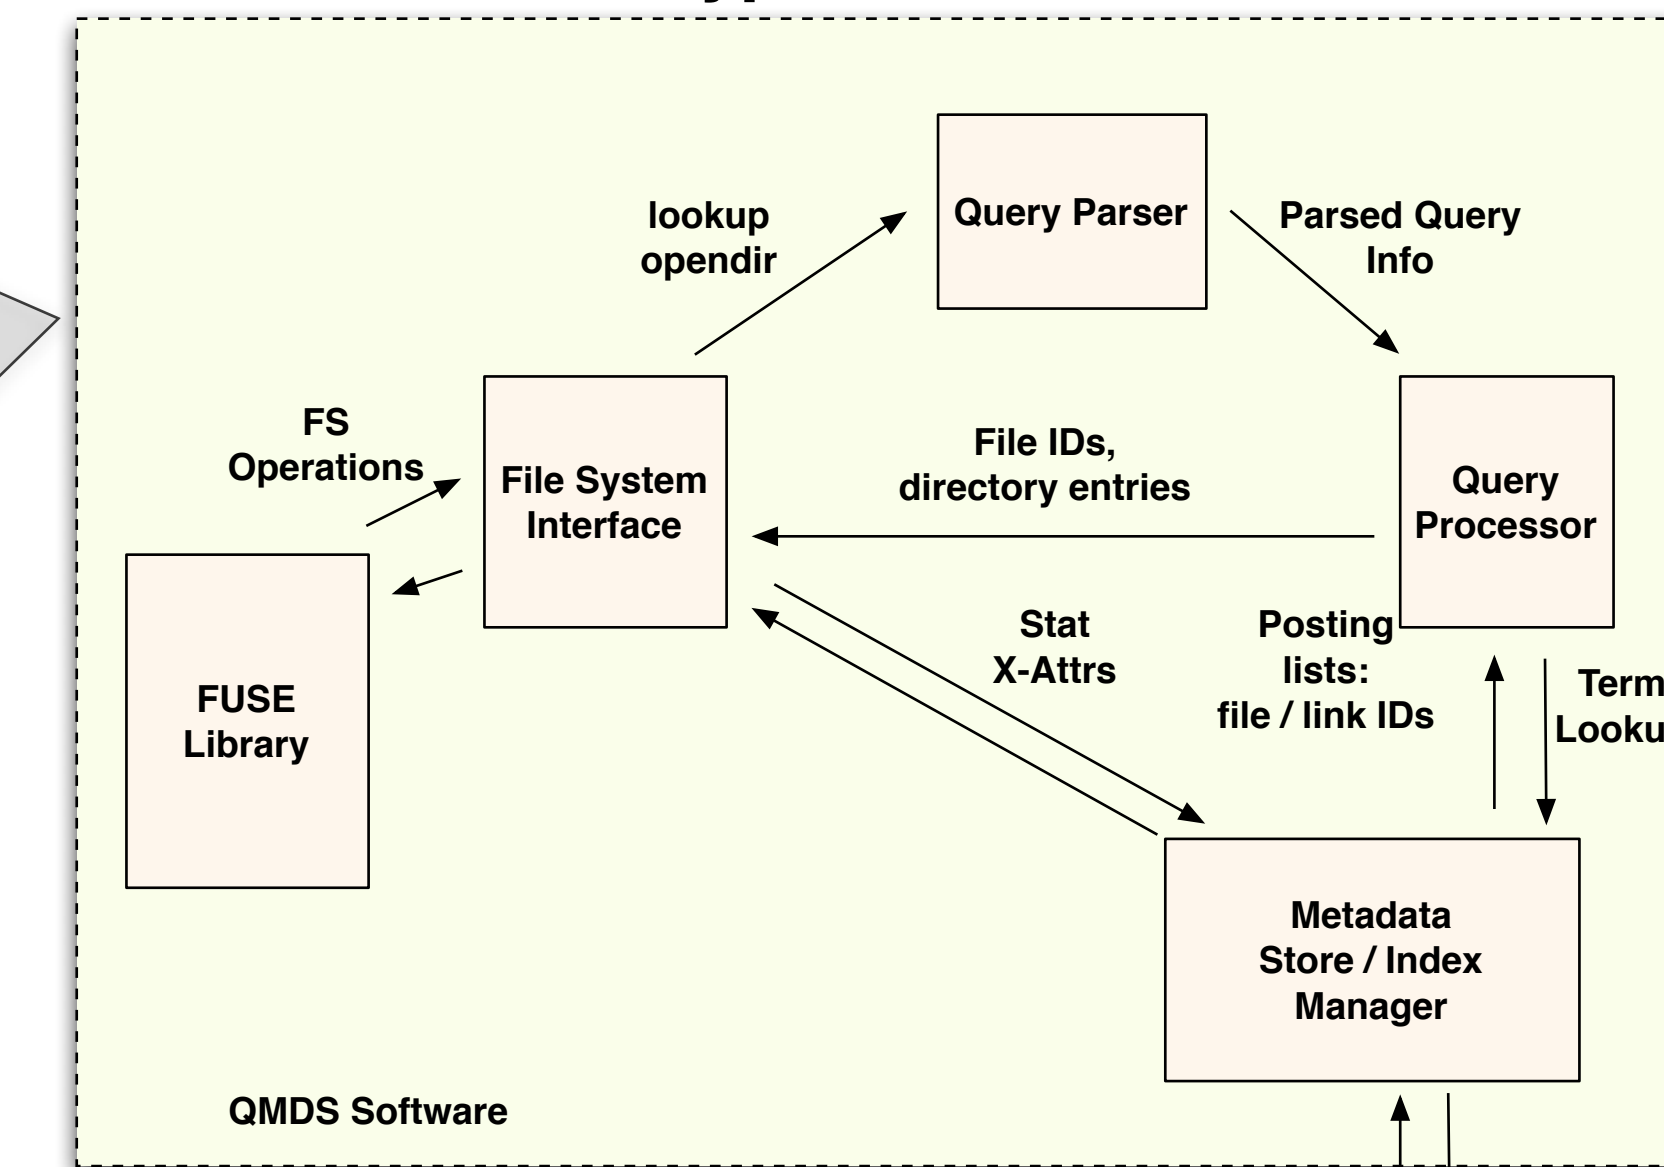 Query Parser
lookup
opendir
Parsed Query
Info
FS
Operations
File System
Interface
File IDs,
directory entries
Query
Processor
Stat
X-Attrs
Posting
lists:
file / link IDs
Term
FUSE
Library
Metadata
Store / Index
Manager
QMDS Software